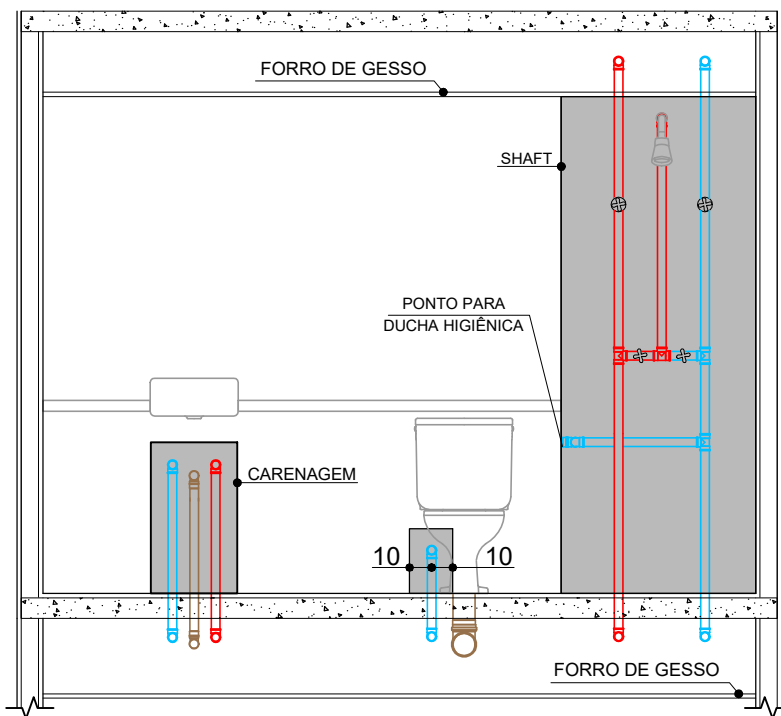 FORRO DE GESSO
SHAFT
PONTO PARA
DUCHA HIGIÊNICA
CARENAGEM
10 10
FORRO DE GESSO